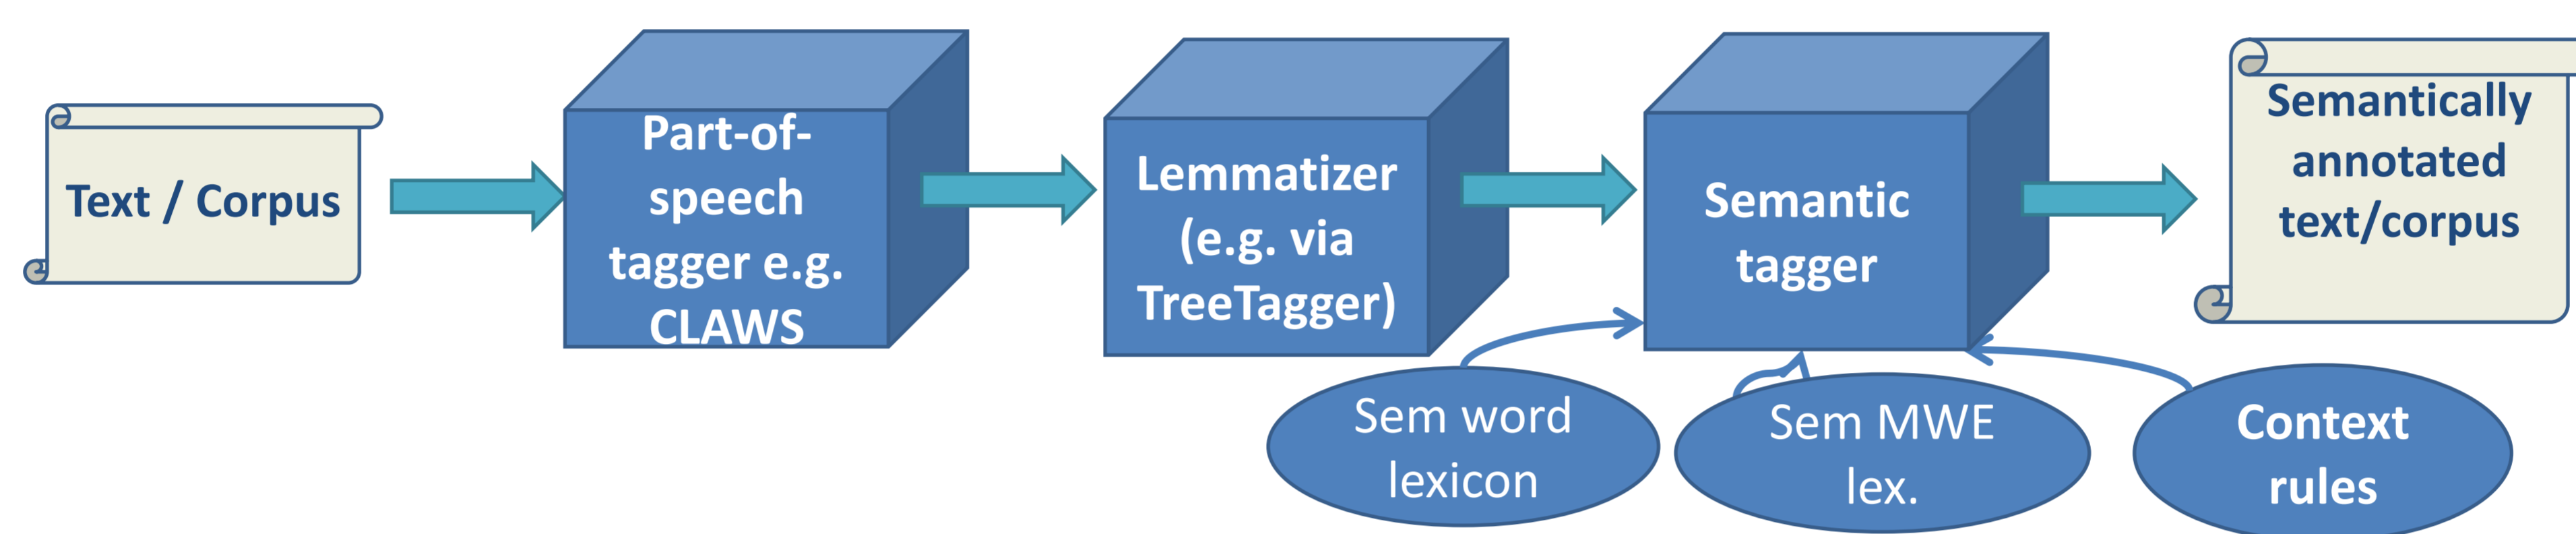 Text / Corpus
Part-of-
speech
tagger e.g.
CLAWS
Lemmatizer
(e.g. via
TreeTagger)
Semantic
tagger
Semantically
annotated
text/corpus
Sem word
lexicon
Sem MWE
lex.
Context
rules